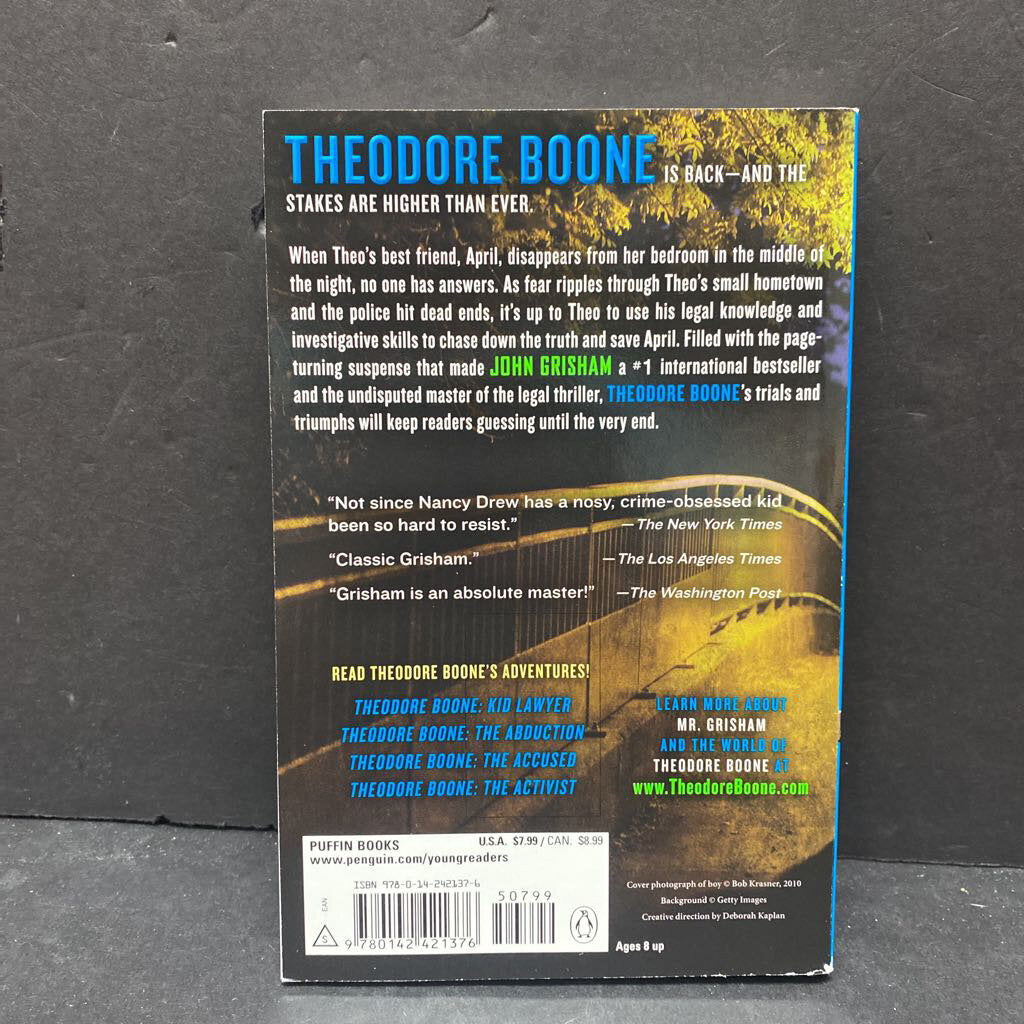 THEODORE BOONE IS BACK—AND THE
STAKES ARE HIGHER THAN EVER.
When Theo's best friend, April, disappears from her bedroom in the middle of
the night, no one has answers. As fear ripples through Theo's small hometown
and the police hit dead ends, it's up to Theo to use his legal knowledge and
investigative skills to chase down the truth and save April. Filled with the page-
turning suspense that made JOHN GRISHAM a #1 international bestseller
and the undisputed master of the legal thriller, THEODORE BOONE's trials and
triumphs will keep readers guessing until the very end.
“Not since Nancy Drew has a nosy, crime-obsessed kid
been so hard to resist.” —The New York Times
“Classic Grisham.” —The Los Angeles Times
“Grisham is an absolute master!” —The Washington Post
READ THEODORE BOONE'S ADVENTURES!
THEODORE BOONE: KID LAWYER
THEODORE BOONE: THE ABDUCTION
THEODORE BOONE: THE ACCUSED
THEODORE BOONE: THE ACTIVIST
LEARN MORE ABOUT
MR. GRISHAM
AND THE WORLD OF
THEODORE BOONE AT
www.TheodoreBoone.com
PUFFIN BOOKS U.S.A. $7.99 / CAN. $8.99
www.penguin.com/youngreaders
ISBN 978-0-14-242137-6
50799
EAN
S
9 780142 421376
Cover photograph of boy © Bob Krasner, 2010
Background © Getty Images
Creative direction by Deborah Kaplan
Ages 8 up